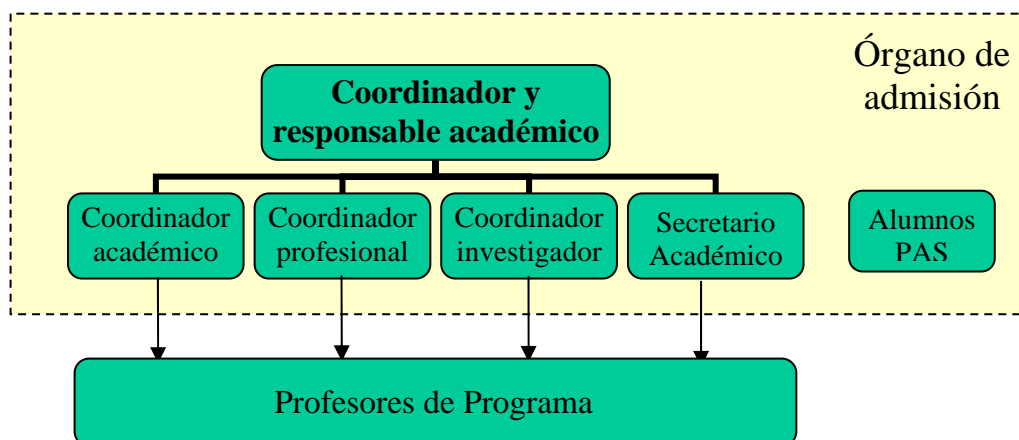 Órgano de
admisión
Coordinador y
responsable académico
Coordinador
académico
Coordinador
profesional
Coordinador
investigador
Secretario
Académico
Alumnos
PAS
Profesores de Programa